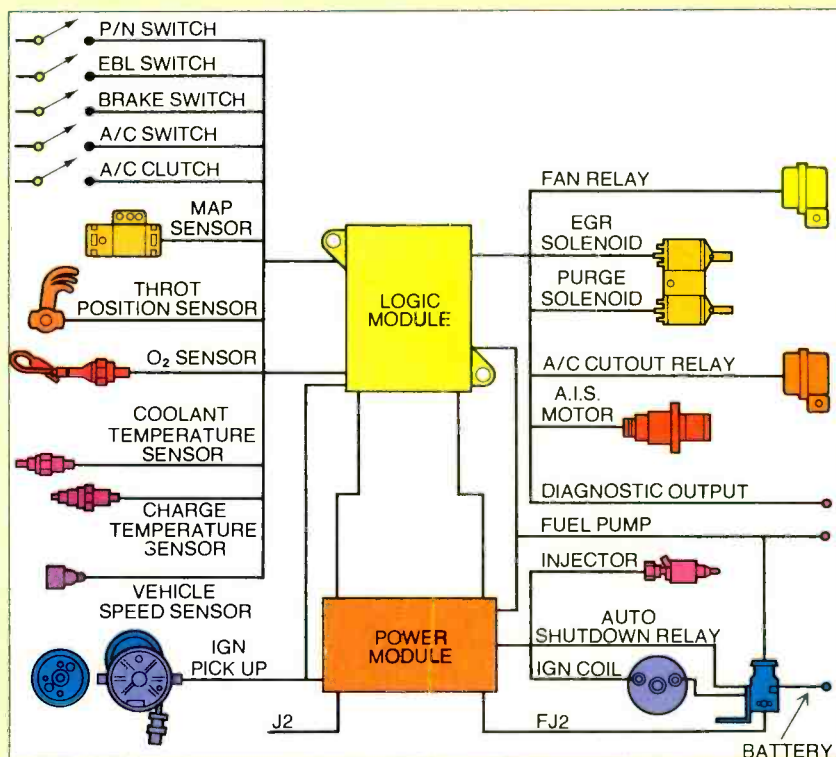 P/N SWITCH
EBL SWITCH
BRAKE SWITCH
A/C SWITCH
A/C CLUTCH
MAP
SENSOR
THROT
POSITION SENSOR
O₂ SENSOR
COOLANT
TEMPERATURE
SENSOR
CHARGE
TEMPERATURE
SENSOR
VEHICLE
SPEED SENSOR
IGN
PICK UP
J2
LOGIC
MODULE
POWER
MODULE
FAN RELAY
EGR
SOLENOID
PURGE
SOLENOID
A/C CUTOUT RELAY
A.I.S.
MOTOR
DIAGNOSTIC OUTPUT
FUEL PUMP
INJECTOR
AUTO
SHUTDOWN RELAY
IGN COIL
FJ2
BATTERY